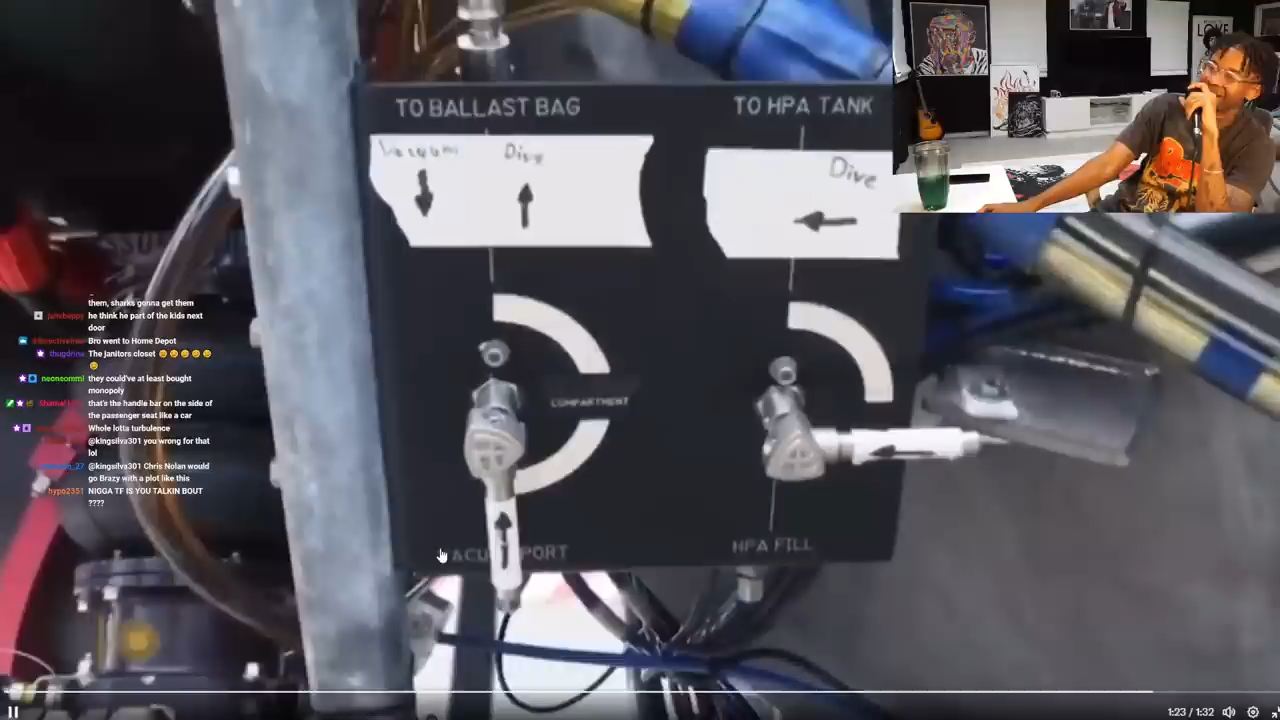 TO BALLAST BAG
TO HPA TANK
Vacuum
Dive
Dive
LOVE
COMPARTMENT
PORT
HPA FILL
them, sharks gonna get them
he think he part of the kids next
door
Bro went to Home Depot
thugdrino The janitors closet
neoneommi they could've at least bought
monopoly
that's the handle bar on the side of
the passenger seat like a car
Whole lotta turbulence
@kingsilva301 you wrong for that
lol
@kingsilva301 Chris Nolan would
go Brazy with a plot like this
hypo2351 NIGGA TF IS YOU TALKIN BOUT
????
1:23 / 1:32